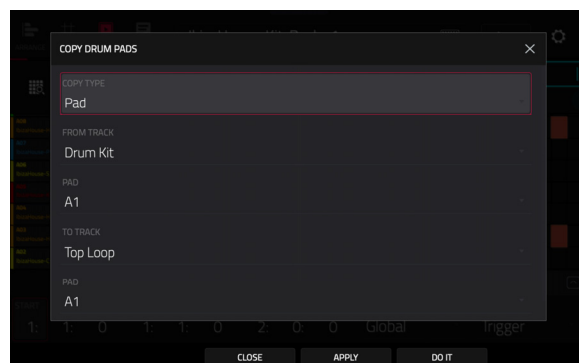 COPY DRUM PADS
COPY TYPE
Pad
FROM TRACK
Drum Kit
PAD
A1
TO TRACK
Top Loop
PAD
A1
START
1: 1: 0 1: 1: 0 2: 0: 0 Global Trigger
CLOSE APPLY DO IT